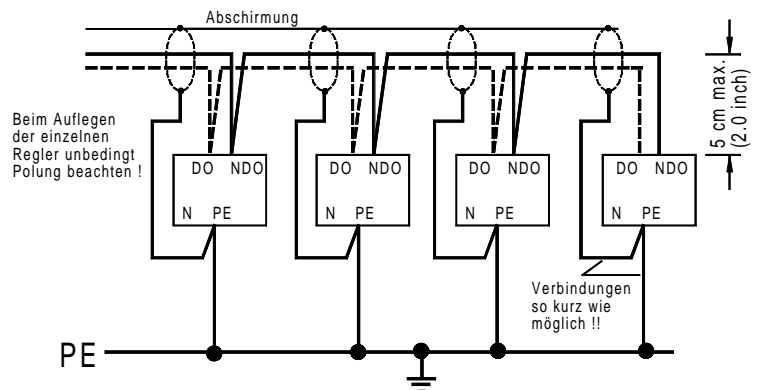 Abschirmung
Beim Auflegen
der einzelnen
Regler unbedingt
Polung beachten !
5 cm max.
(2.0 inch)
DO NDO
N PE
DO NDO
N PE
DO NDO
N PE
DO NDO
N PE
Verbindungen
so kurz wie
möglich !!
PE